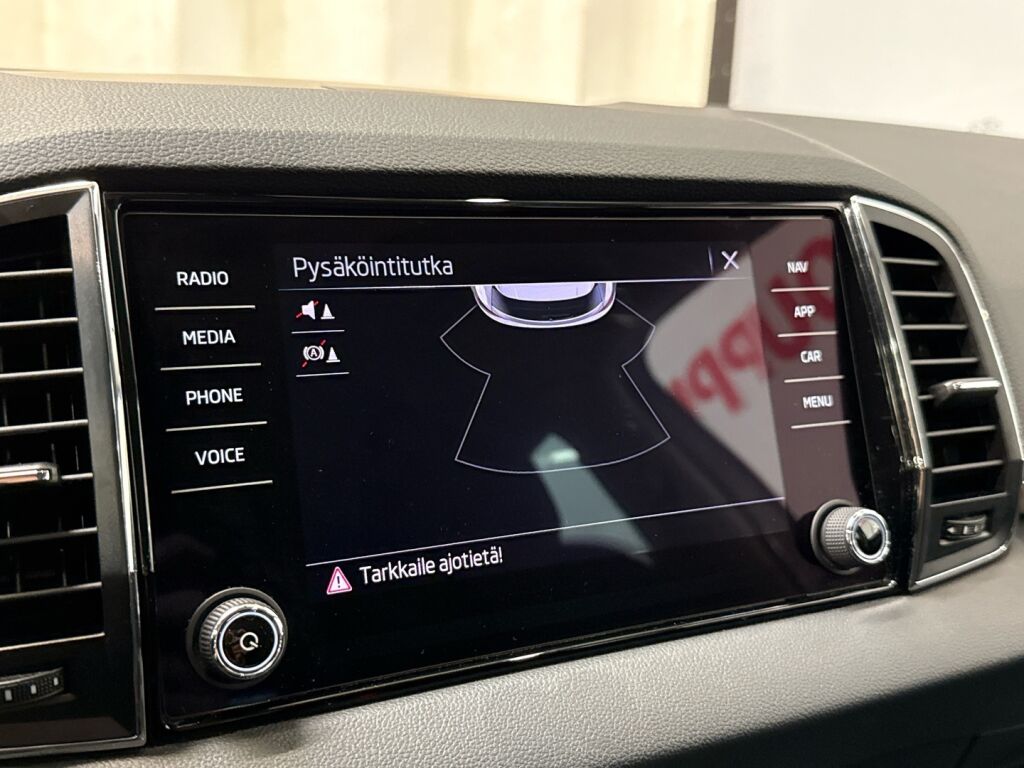 Pysäköintitutka
RADIO
MEDIA
PHONE
VOICE
NAV
APP
CAR
MENU
A
Tarkkaile ajotietä!